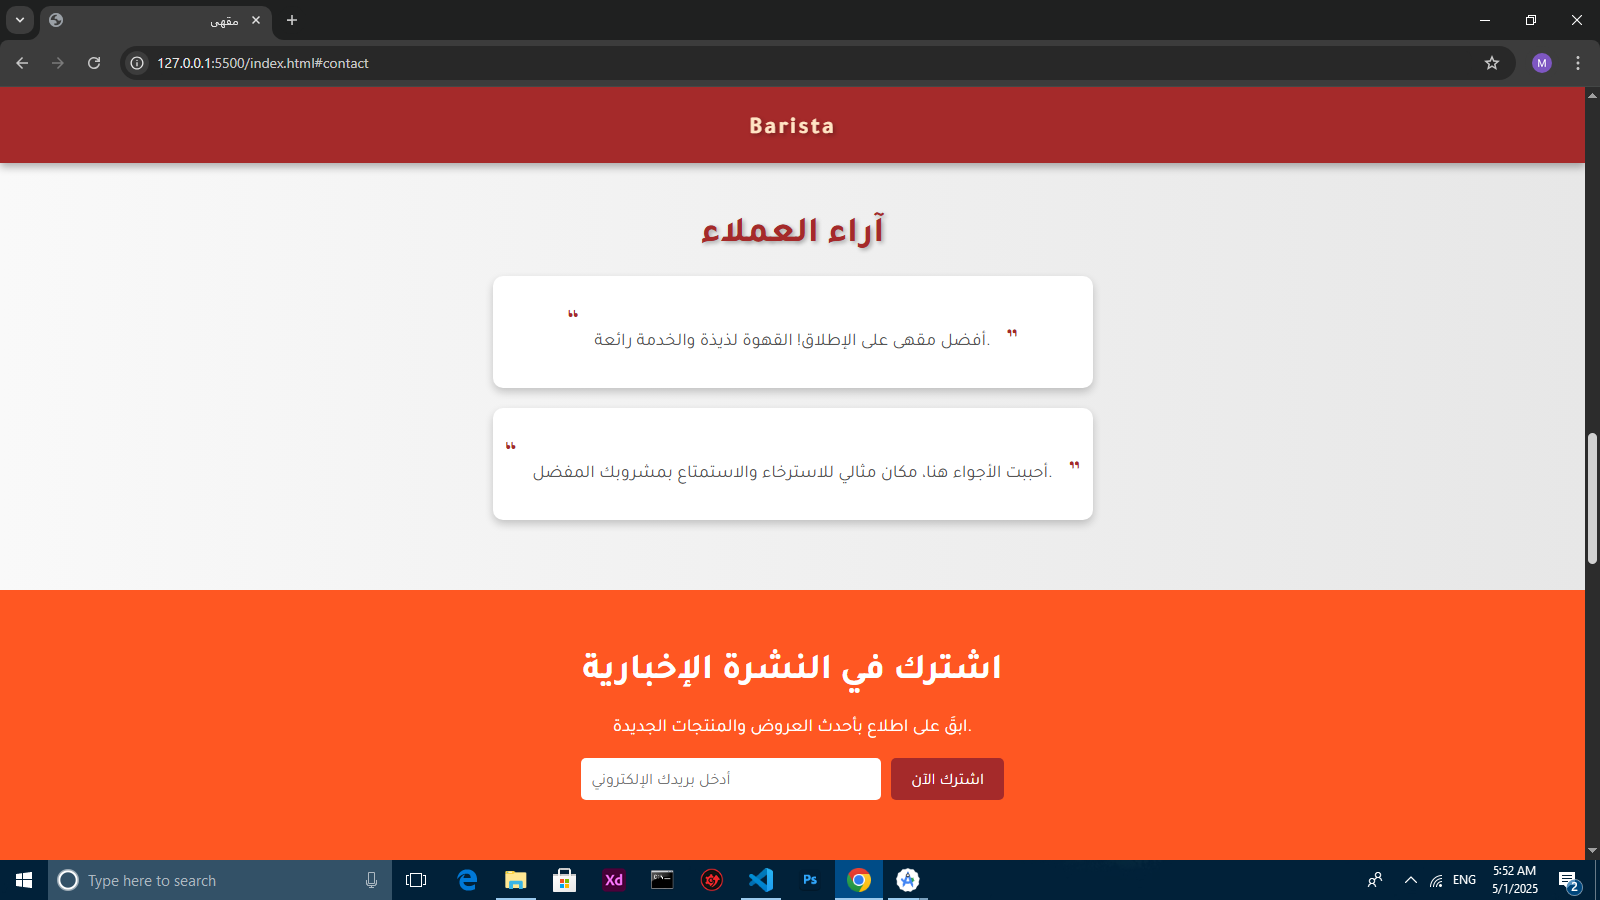 مقهى
127.0.0.1:5500/index.html#contact
M
Barista
آراء العملاء
❝ أفضل مقهى على الإطلاق! القهوة لذيذة والخدمة رائعة. ❞
❝ أحببت الأجواء هنا، مكان مثالي للاسترخاء والاستمتاع بمشروبك المفضل. ❞
اشترك في النشرة الإخبارية
ابقَ على اطلاع بأحدث العروض والمنتجات الجديدة.
أدخل بريدك الإلكتروني
اشترك الآن
Type here to search
Xd
Ps
ENG
5:52 AM
5/1/2025
2